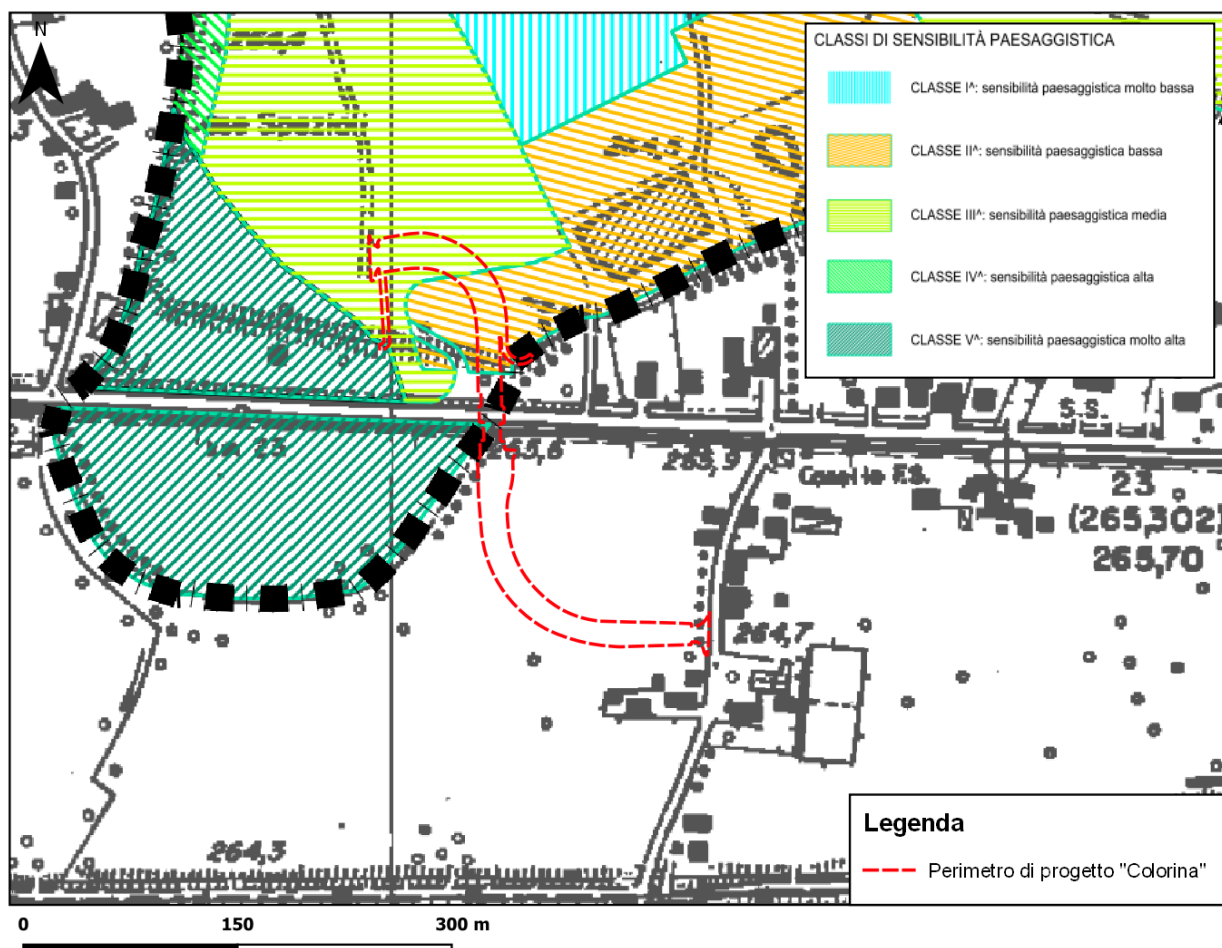 N
CLASSI DI SENSIBILITÀ PAESAGGISTICA
CLASSE I^: sensibilità paesaggistica molto bassa
CLASSE II^: sensibilità paesaggistica bassa
CLASSE III^: sensibilità paesaggistica media
CLASSE IV^: sensibilità paesaggistica alta
CLASSE V^: sensibilità paesaggistica molto alta
S.S.
265,6
265,9
F.S.
23
(265,302)
265,70
264,7
264,3
Legenda
Perimetro di progetto "Colorina"
0 150 300 m